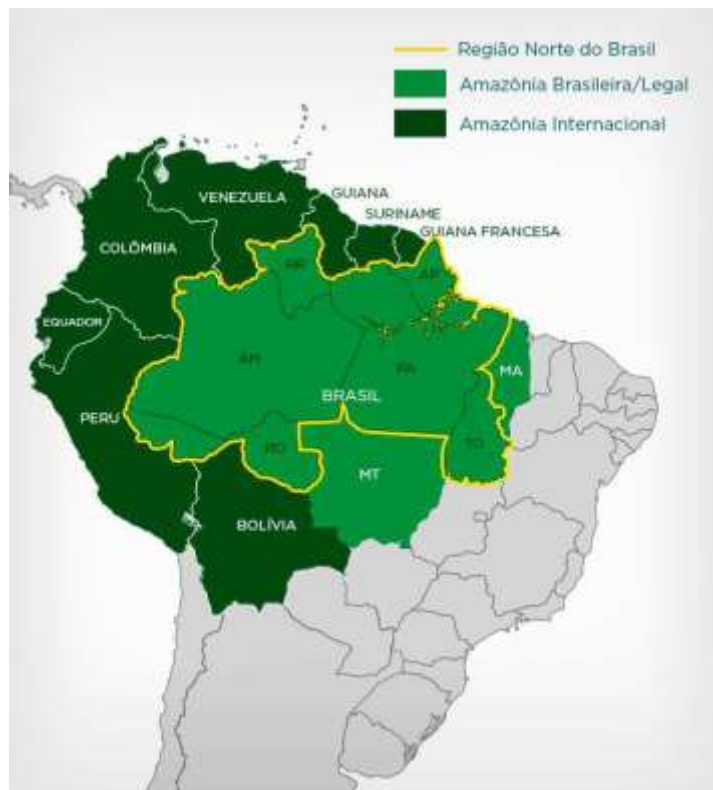 Região Norte do Brasil
Amazônia Brasileira/Legal
Amazônia Internacional
VENEZUELA
GUIANA
SURINAME
GUIANA FRANCESA
COLÔMBIA
RR
AP
EQUADOR
AM
PA
MA
BRASIL
PERU
RO
TO
MT
BOLÍVIA